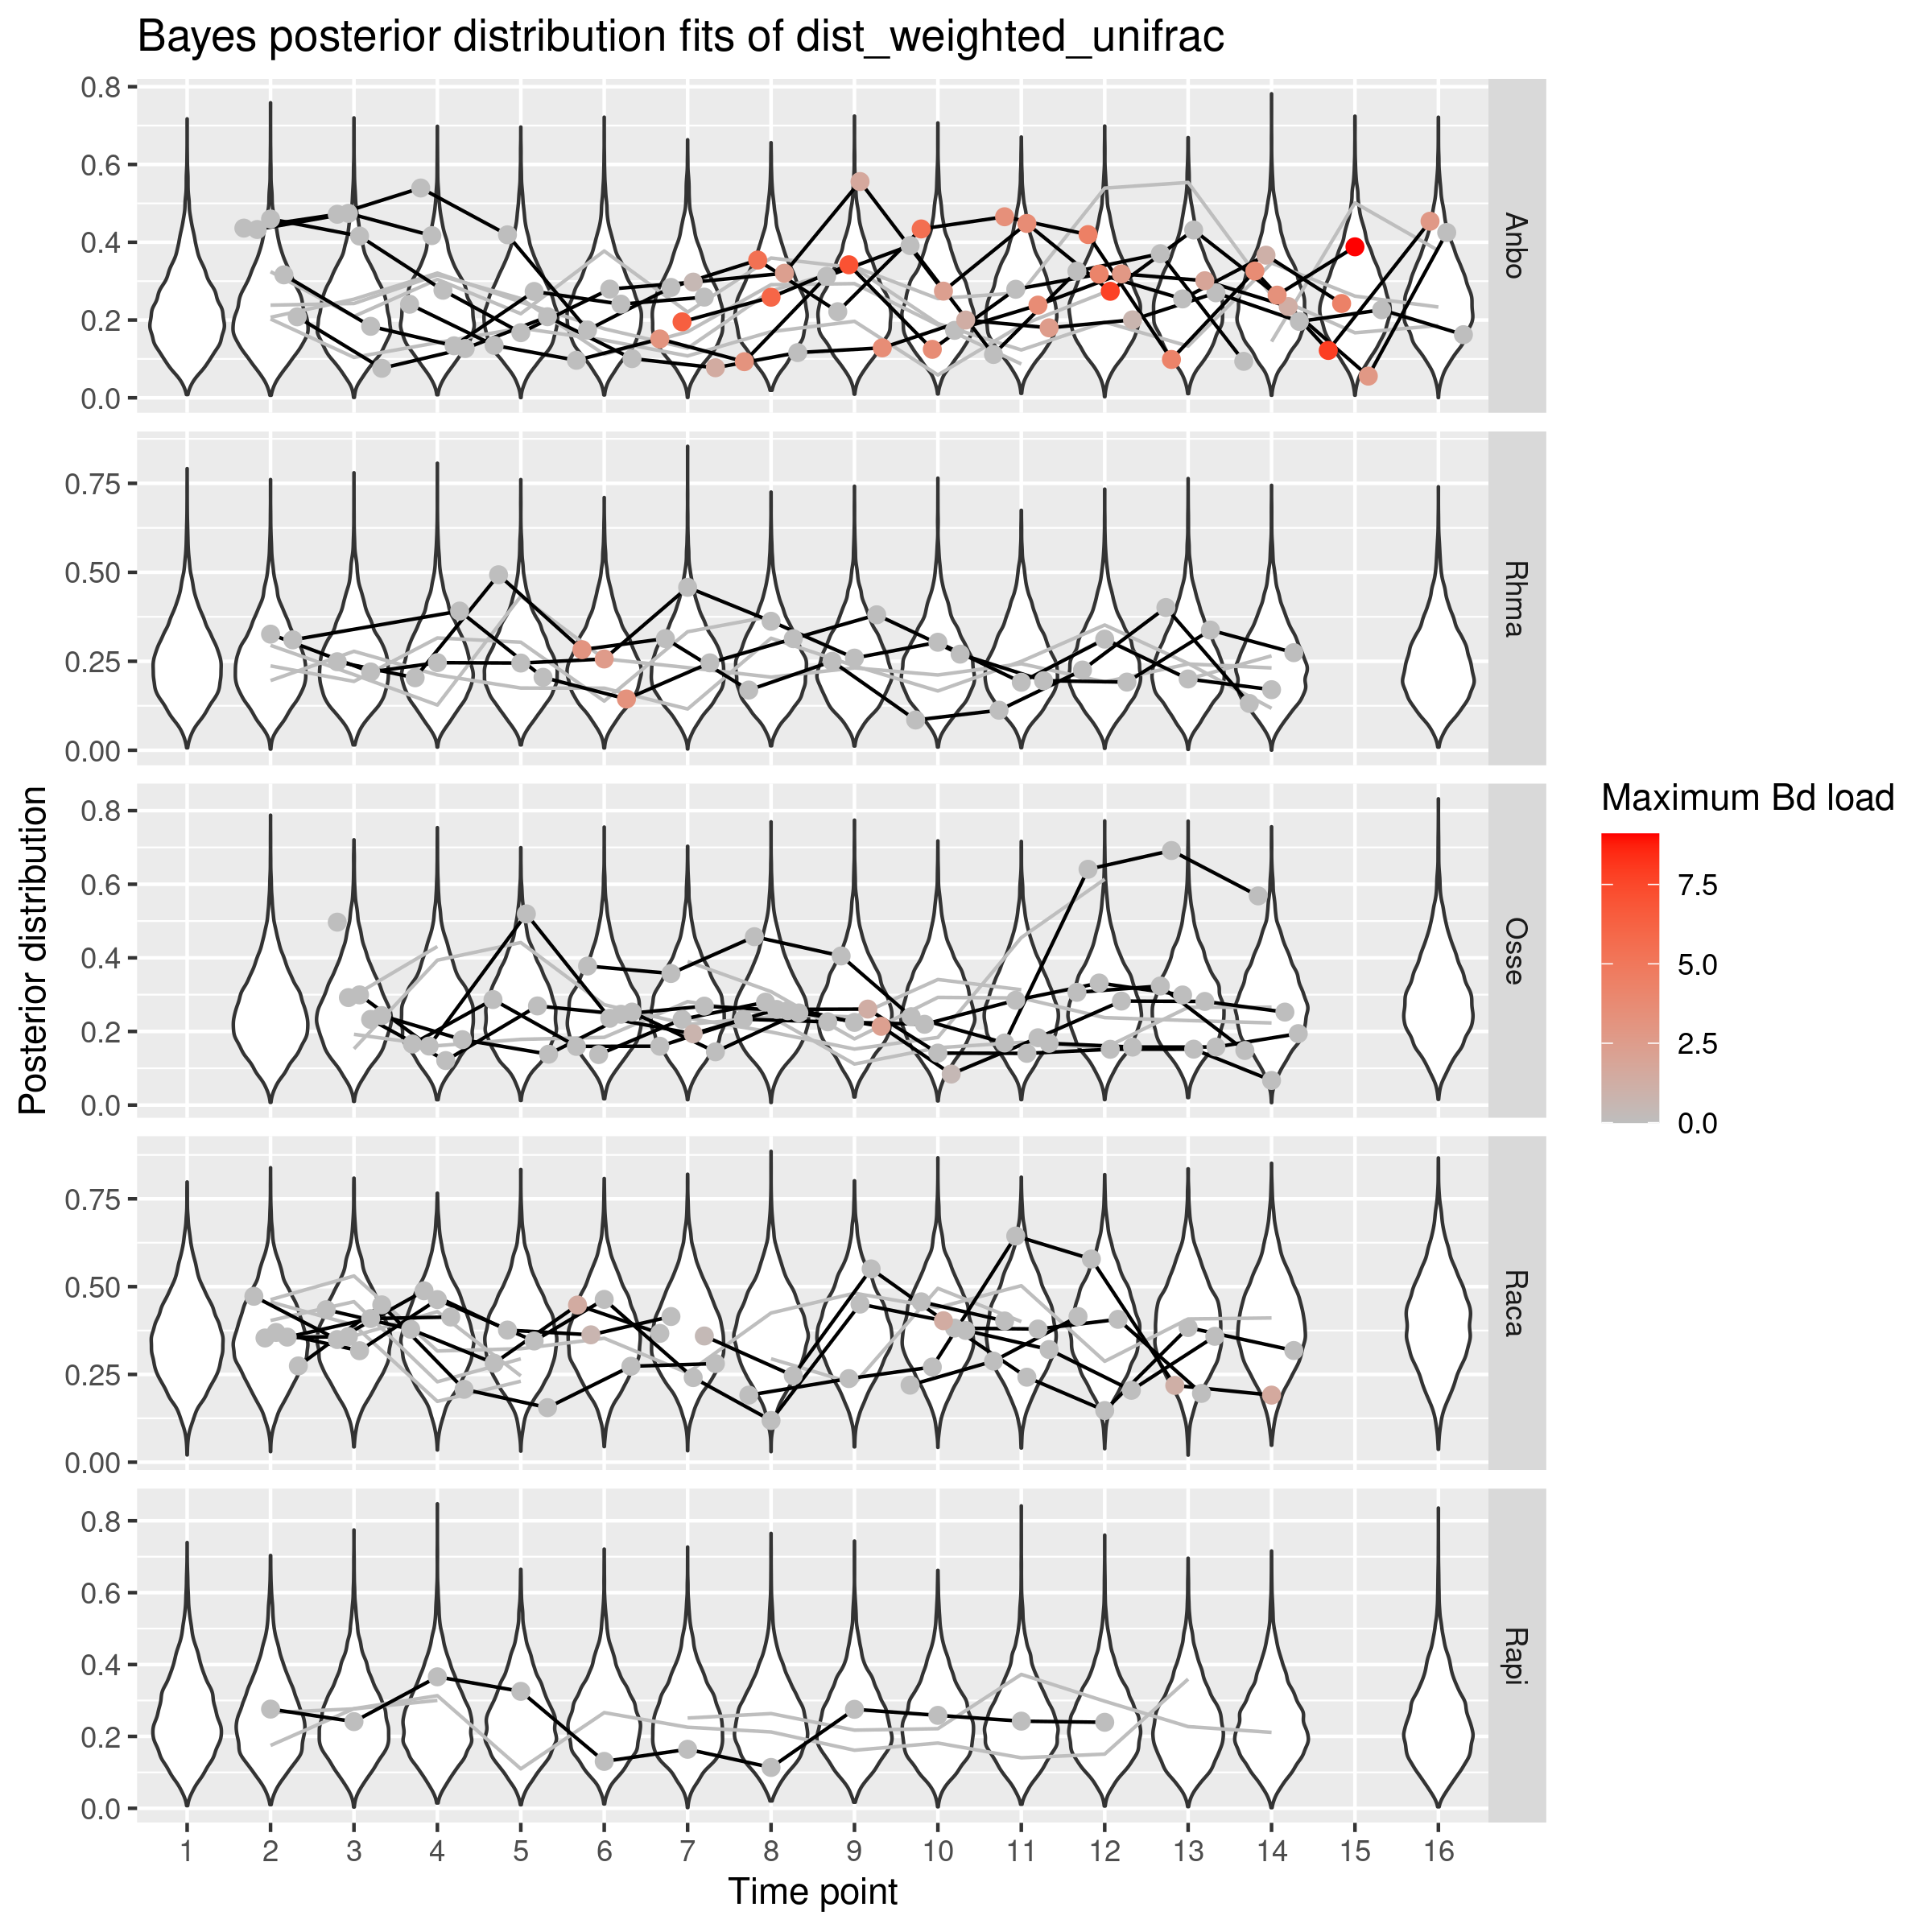 Bayes posterior distribution fits of dist_weighted_unifrac
Posterior distribution
0.8
0.6
0.4
0.2
0.0
Anbo
0.75
0.50
0.25
0.00
Rhma
0.8
0.6
0.4
0.2
0.0
Osse
0.75
0.50
0.25
0.00
Raca
0.8
0.6
0.4
0.2
0.0
Rapi
1 2 3 4 5 6 7 8 9 10 11 12 13 14 15 16
Time point
Maximum Bd load
7.5
5.0
2.5
0.0